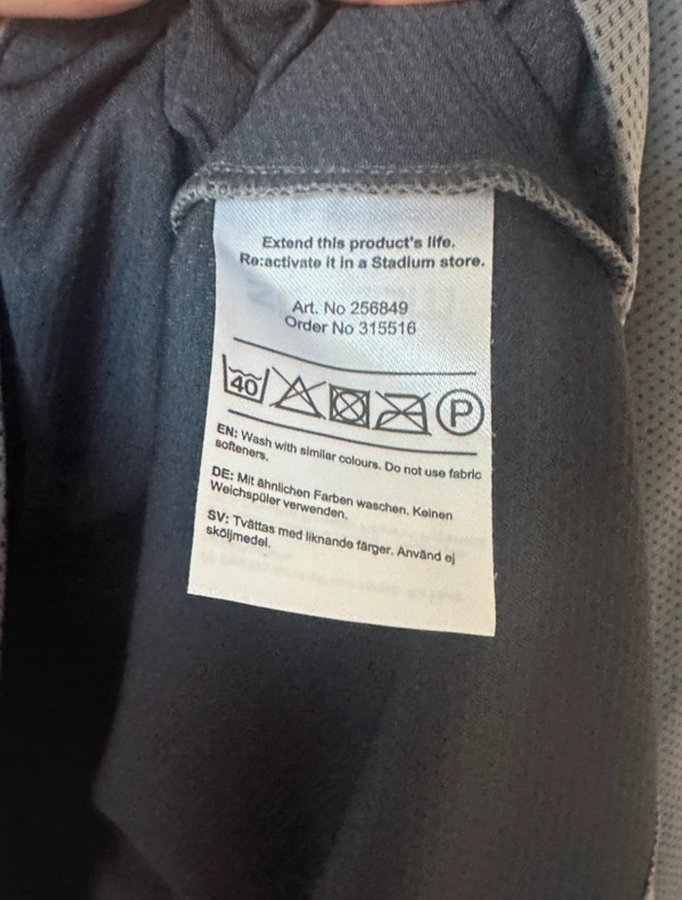 Extend this product's life.
Re:activate it in a Stadium store.
Art. No 256849
Order No 315516
40
P
EN: Wash with similar colours. Do not use fabric
softeners.
DE: Mit ähnlichen Farben waschen. Keinen
Weichspüler verwenden.
SV: Tvättas med liknande färger. Använd ej
sköljmedel.